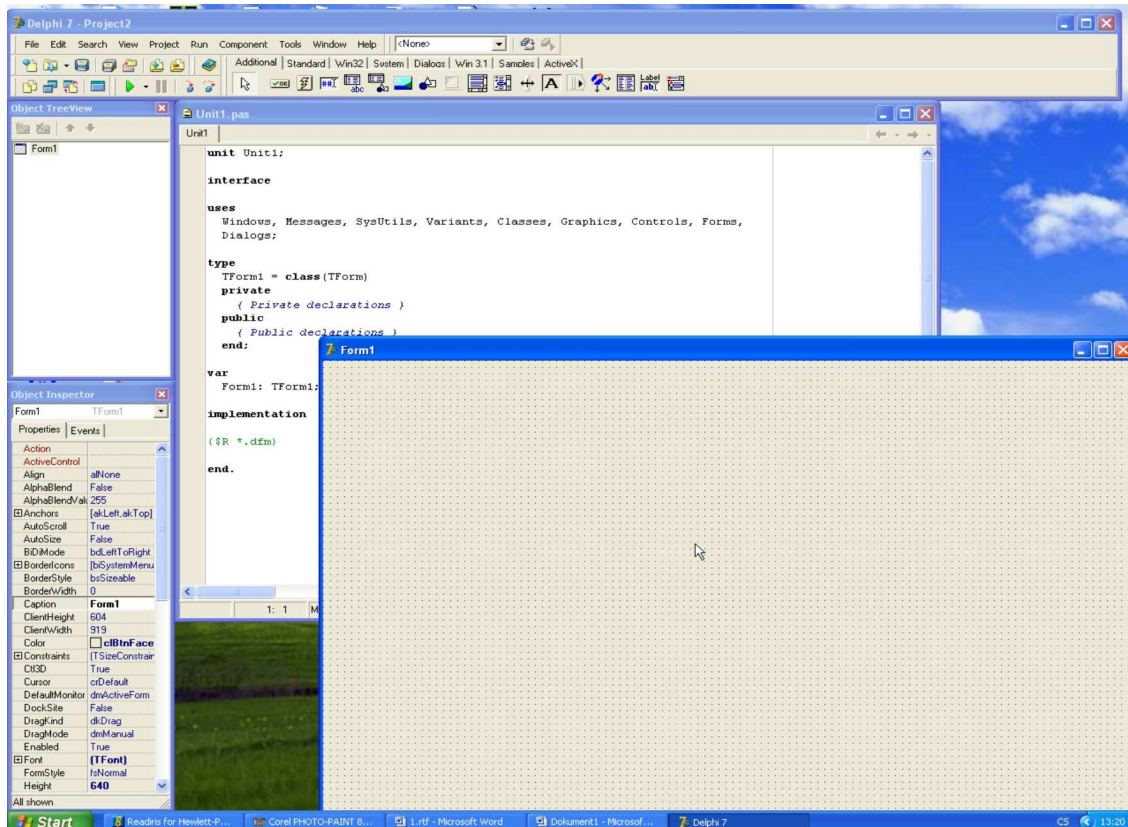 Delphi 7 - Project2
File Edit Search View Project Run Component Tools Window Help <None>
Additional Standard Win32 System Dialogs Win 3.1 Samples ActiveX
Object TreeView
Form1
Unit1.pas
Unit1
unit Unit1;
interface
uses
Windows, Messages, SysUtils, Variants, Classes, Graphics, Controls, Forms,
Dialogs;
type
TForm1 = class(TForm)
private
{ Private declarations }
public
{ Public declarations }
end;
var
Form1: TForm1;
implementation
{$R *.dfm}
end.
1: 1
Form1
Object Inspector
Form1 TForm1
Properties Events
Action
ActiveControl
Align alNone
AlphaBlend False
AlphaBlendVal 255
Anchors [akLeft,akTop]
AutoScroll True
AutoSize False
BiDiMode bdLeftToRight
BorderIcons [biSystemMenu
BorderStyle bsSizeable
BorderWidth 0
Caption Form1
ClientHeight 604
ClientWidth 919
Color clBtnFace
Constraints (TSizeConstrair
Ctl3D True
Cursor crDefault
DefaultMonitor dmActiveForm
DockSite False
DragKind dkDrag
DragMode dmManual
Enabled True
Font (TFont)
FormStyle fsNormal
Height 640
All shown
Start Readiris for Hewlett-P... Corel PHOTO-PAINT 8... 1.rtf - Microsoft Word Dokument1 - Microsof... Delphi 7 CS 13:20